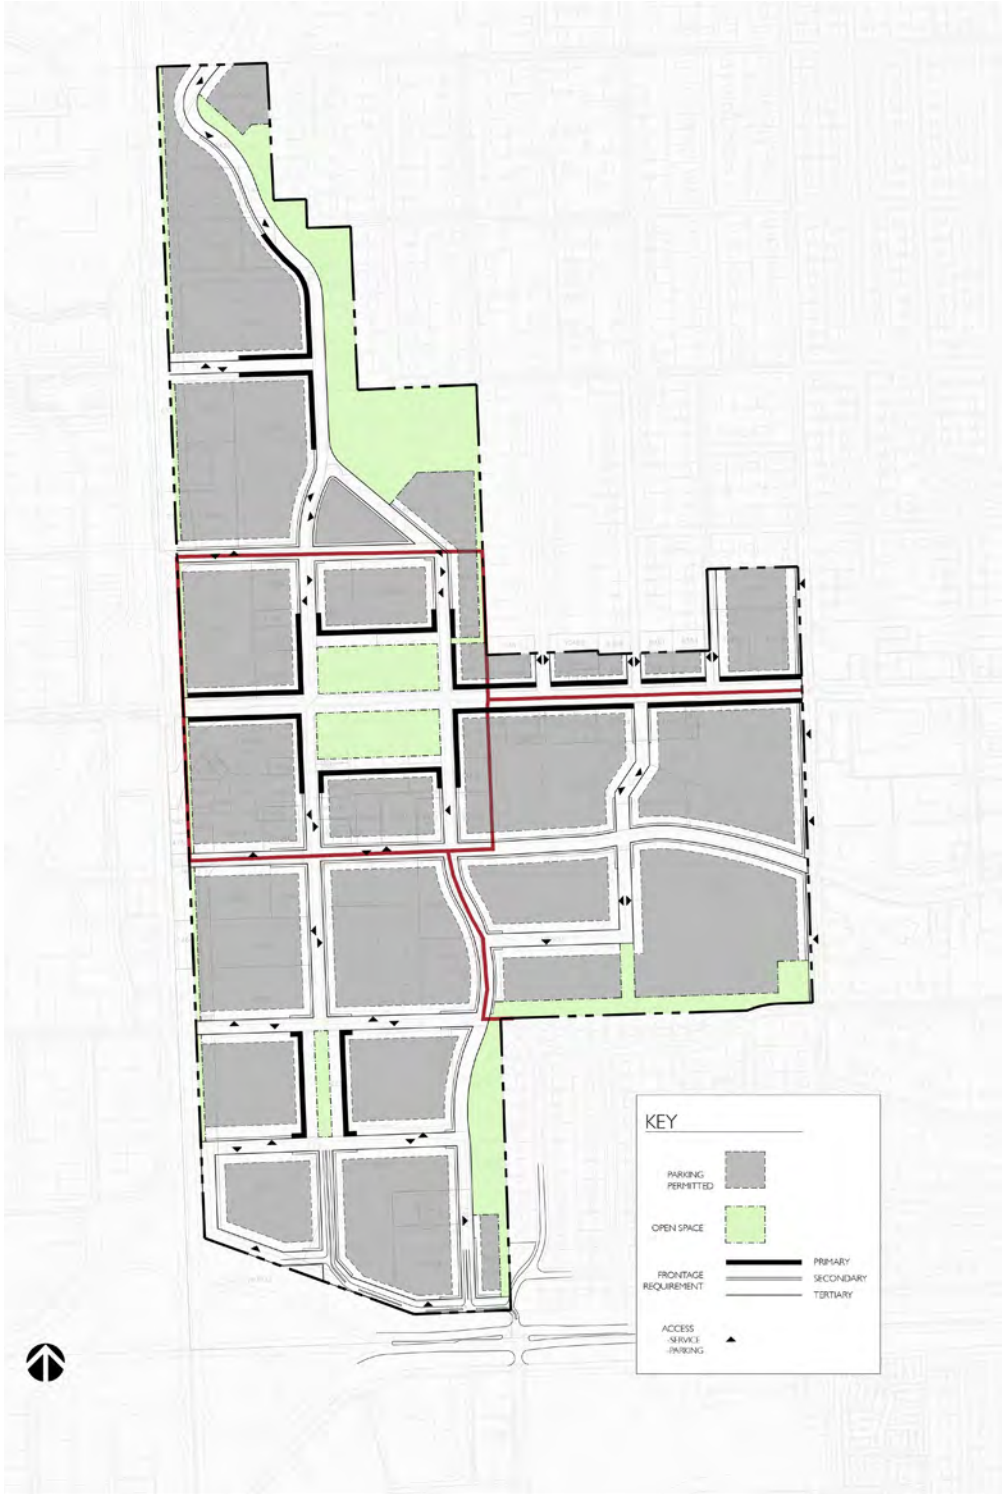 KEY
PARKING
PERMITTED
OPEN SPACE
FRONTAGE
REQUIREMENT
PRIMARY
SECONDARY
TERTIARY
ACCESS
-SERVICE
-PARKING